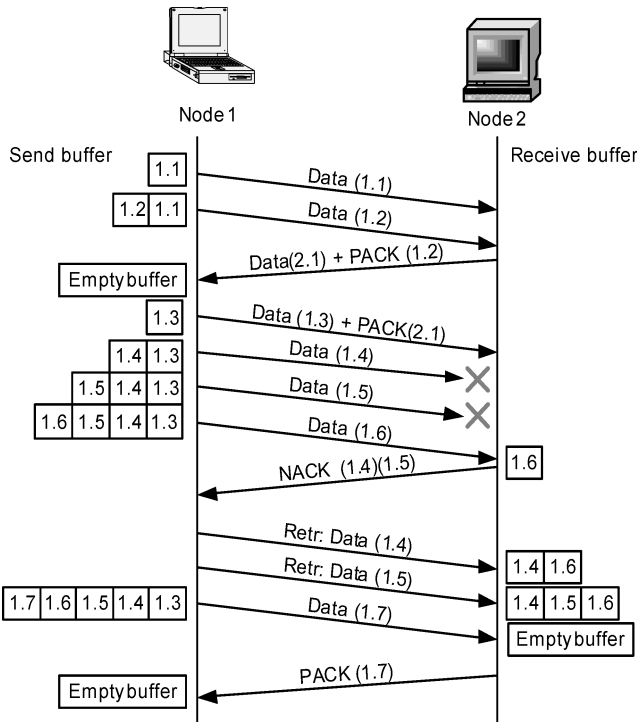 Node 1
Node 2
Send buffer
Receive buffer
1.1
Data (1.1)
1.2 1.1
Data (1.2)
Data(2.1) + PACK (1.2)
Empty buffer
1.3
Data (1.3) + PACK(2.1)
1.4 1.3
Data (1.4)
1.5 1.4 1.3
Data (1.5)
1.6 1.5 1.4 1.3
Data (1.6)
1.6
NACK (1.4)(1.5)
Retr: Data (1.4)
1.4 1.6
Retr: Data (1.5)
1.7 1.6 1.5 1.4 1.3
1.4 1.5 1.6
Data (1.7)
Empty buffer
PACK (1.7)
Empty buffer